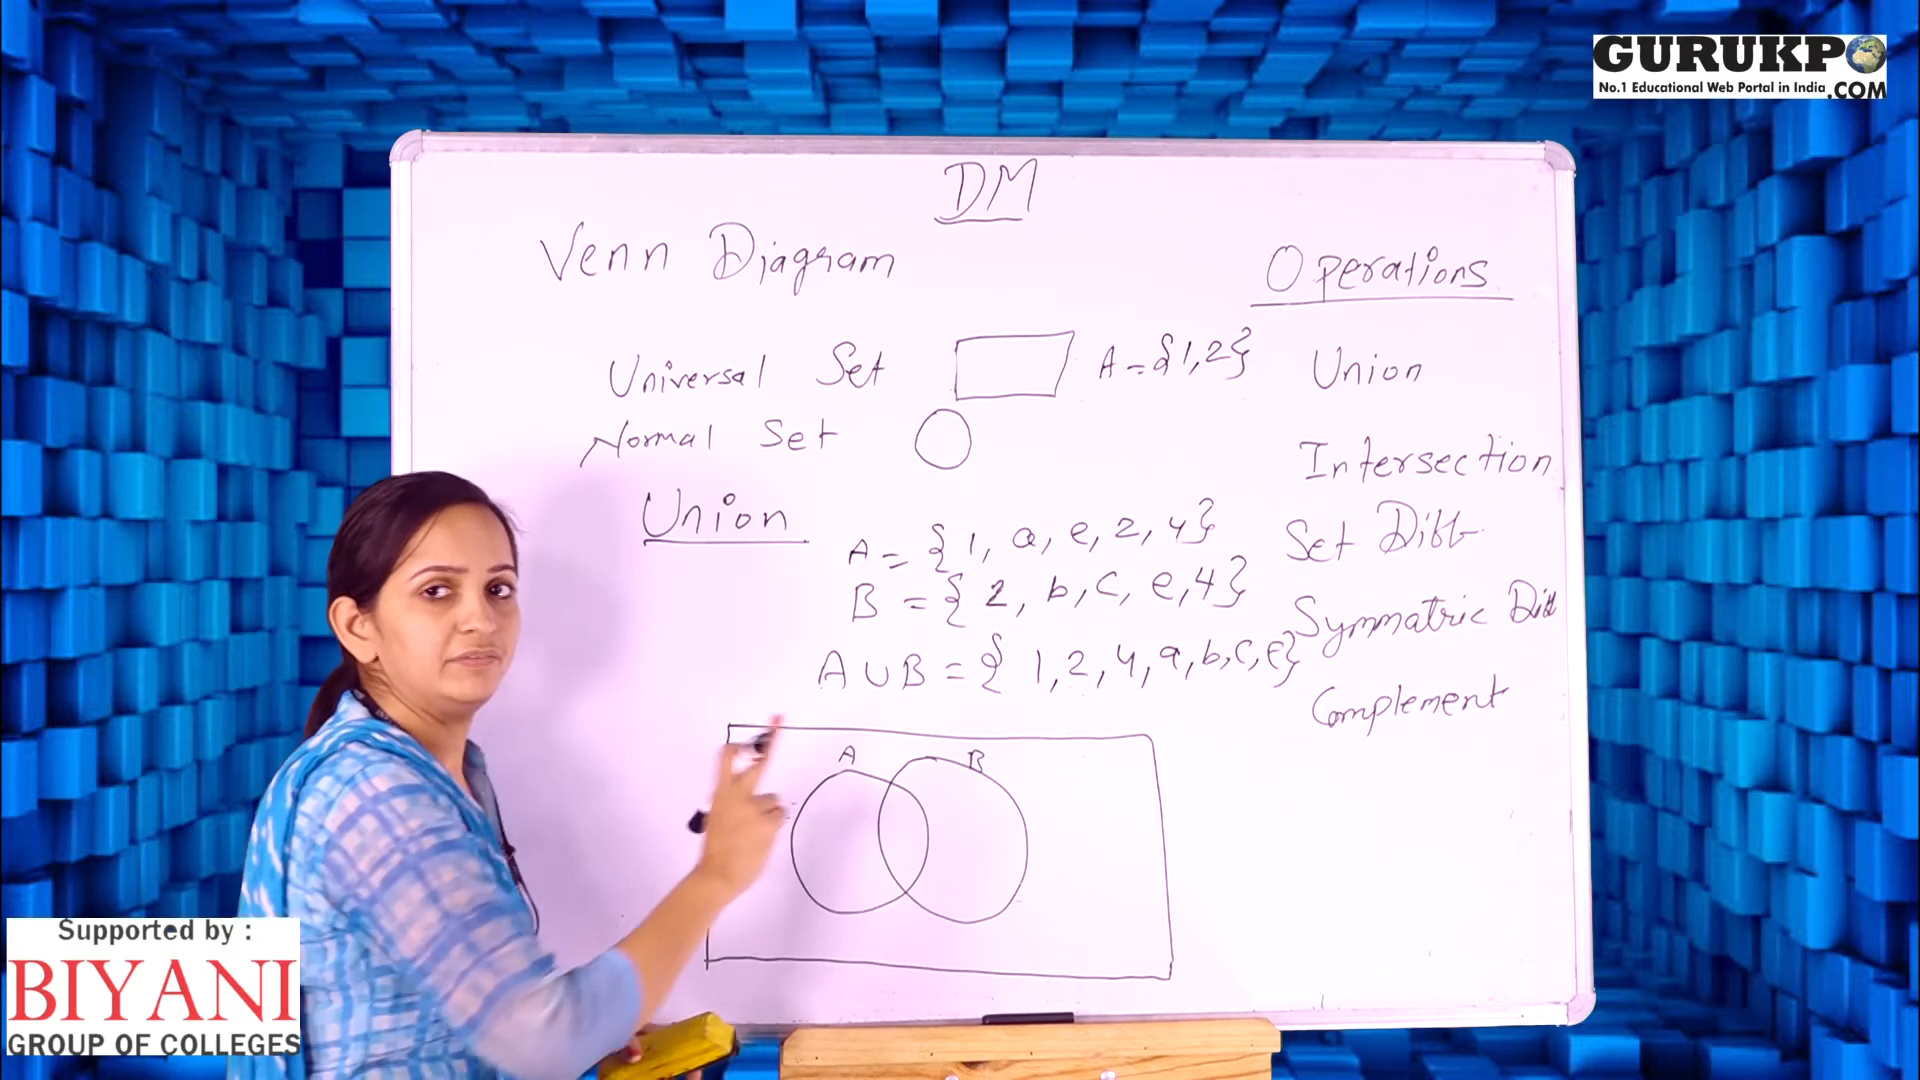 GURUKPO
No.1 Educational Web Portal in India .COM
DM
Venn Diagram
Operations
Universal Set
A = {1,2}
Union
Normal Set
Intersection
Union
A = {1, a, e, 2, 4}
Set Diff
B = {2, b, c, e, 4}
Symmatric Diff
A ∪ B = {1, 2, 4, a, b, c, e}
Complement
A
B
Supported by :
BIYANI
GROUP OF COLLEGES